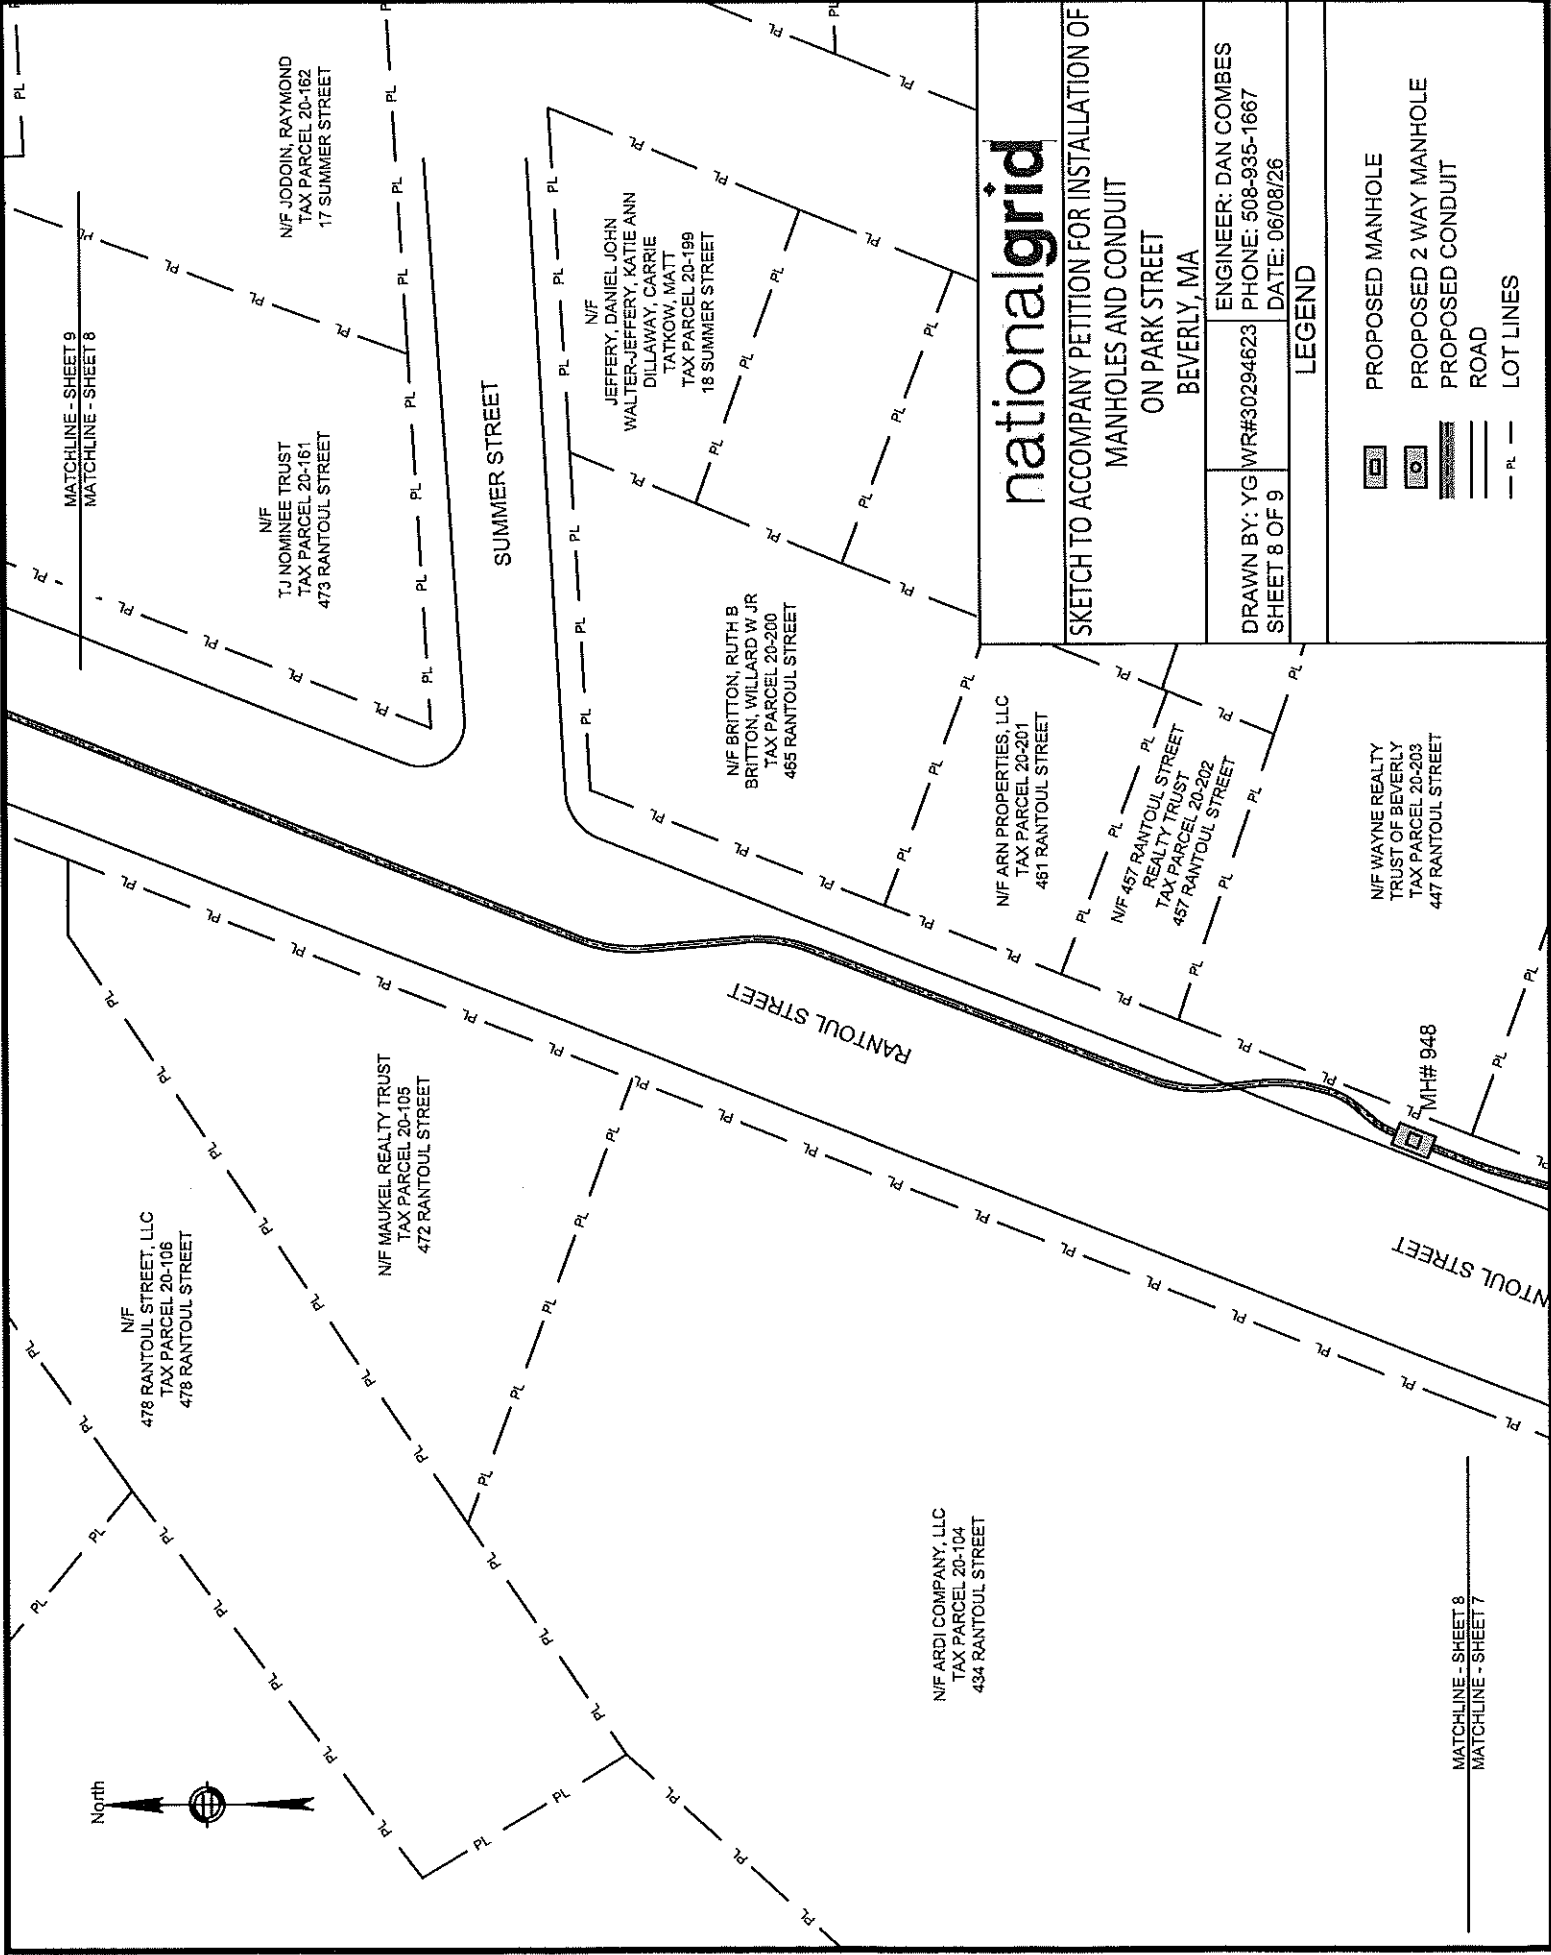 North
MATCHLINE - SHEET 9
MATCHLINE - SHEET 8
N/F JODOIN, RAYMOND
TAX PARCEL 20-162
17 SUMMER STREET
N/F
TJ NOMINEE TRUST
TAX PARCEL 20-161
473 RANTOUL STREET
SUMMER STREET
N/F
JEFFERY, DANIEL JOHN
WALTER-JEFFERY, KATIE ANN
DILLAWAY, CARRIE
TATKOW, MATT
TAX PARCEL 20-199
18 SUMMER STREET
N/F BRITTON, RUTH B
BRITTON, WILLARD W JR
TAX PARCEL 20-200
465 RANTOUL STREET
N/F
478 RANTOUL STREET, LLC
TAX PARCEL 20-106
478 RANTOUL STREET
N/F MAUKEL REALTY TRUST
TAX PARCEL 20-105
472 RANTOUL STREET
RANTOUL STREET
N/F ARN PROPERTIES, LLC
TAX PARCEL 20-201
461 RANTOUL STREET
N/F 457 RANTOUL STREET
REALTY TRUST
TAX PARCEL 20-202
457 RANTOUL STREET
N/F WAYNE REALTY
TRUST OF BEVERLY
TAX PARCEL 20-203
447 RANTOUL STREET
MH# 948
NTOUL STREET
N/F ARDI COMPANY, LLC
TAX PARCEL 20-104
434 RANTOUL STREET
MATCHLINE - SHEET 8
MATCHLINE - SHEET 7
nationalgrid
SKETCH TO ACCOMPANY PETITION FOR INSTALLATION OF
MANHOLES AND CONDUIT
ON PARK STREET
BEVERLY, MA
DRAWN BY: YG
WR#30294623
ENGINEER: DAN COMBES
PHONE: 508-935-1667
DATE: 06/08/26
SHEET 8 OF 9
LEGEND
PROPOSED MANHOLE
PROPOSED 2 WAY MANHOLE
PROPOSED CONDUIT
ROAD
PL
LOT LINES